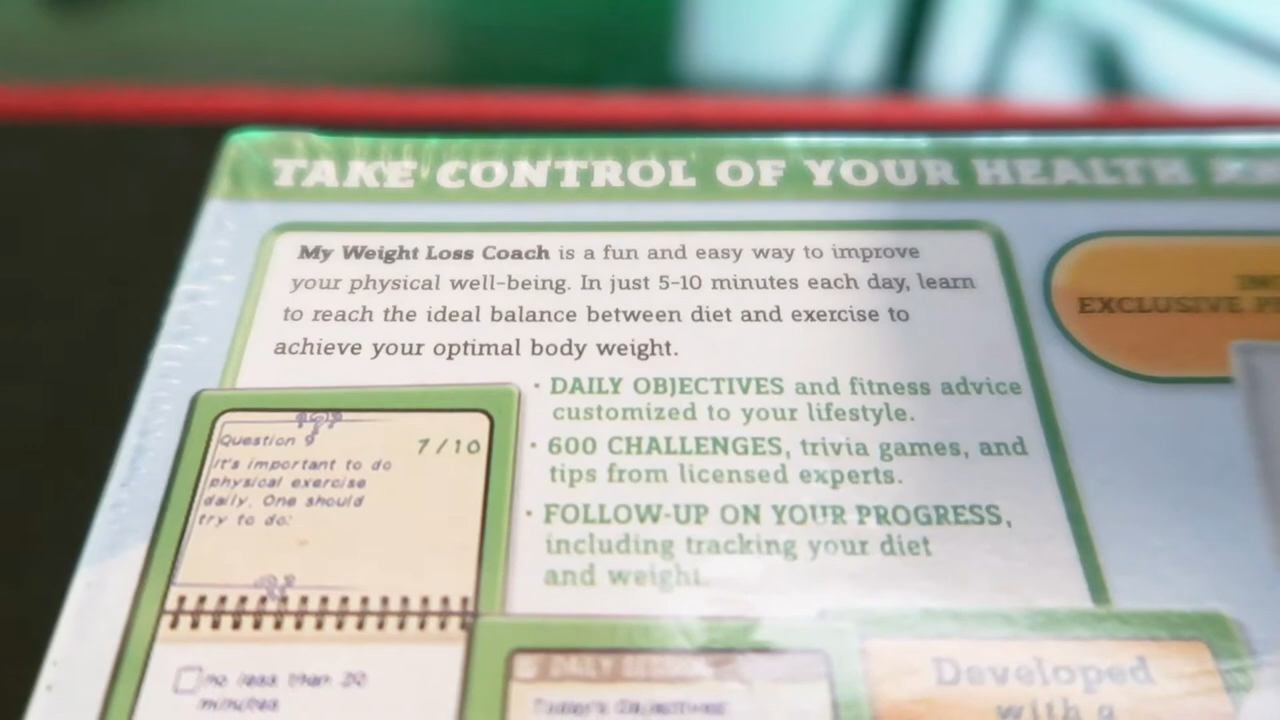 TAKE CONTROL OF YOUR HEALTH
My Weight Loss Coach is a fun and easy way to improve
your physical well-being. In just 5-10 minutes each day, learn
to reach the ideal balance between diet and exercise to
achieve your optimal body weight.
• DAILY OBJECTIVES and fitness advice
customized to your lifestyle.
• 600 CHALLENGES, trivia games, and
tips from licensed experts.
• FOLLOW-UP ON YOUR PROGRESS,
including tracking your diet
and weight.
EXCLUSIVE
Question 9
7/10
It's important to do
physical exercise
daily. One should
try to do:
no less than 30
minutes
Developed
with a